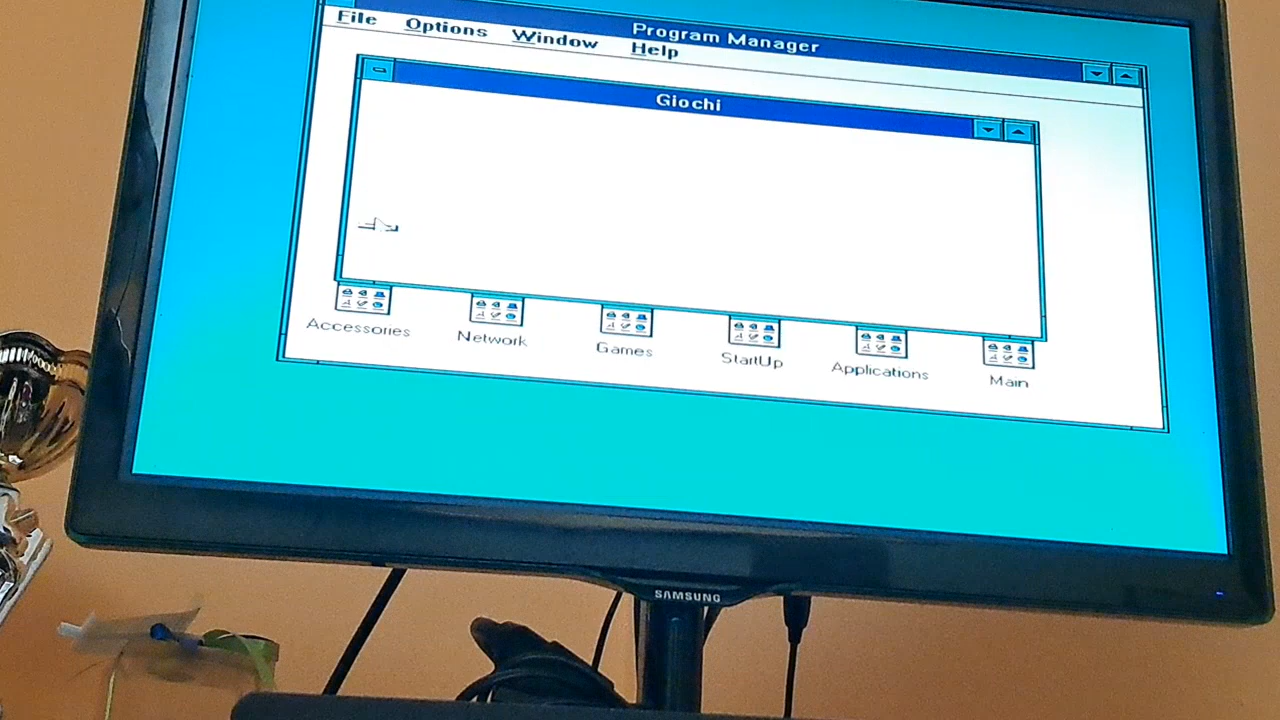 Program Manager
File Options Window Help
Giochi
Accessories Network Games StartUp Applications Main
SAMSUNG